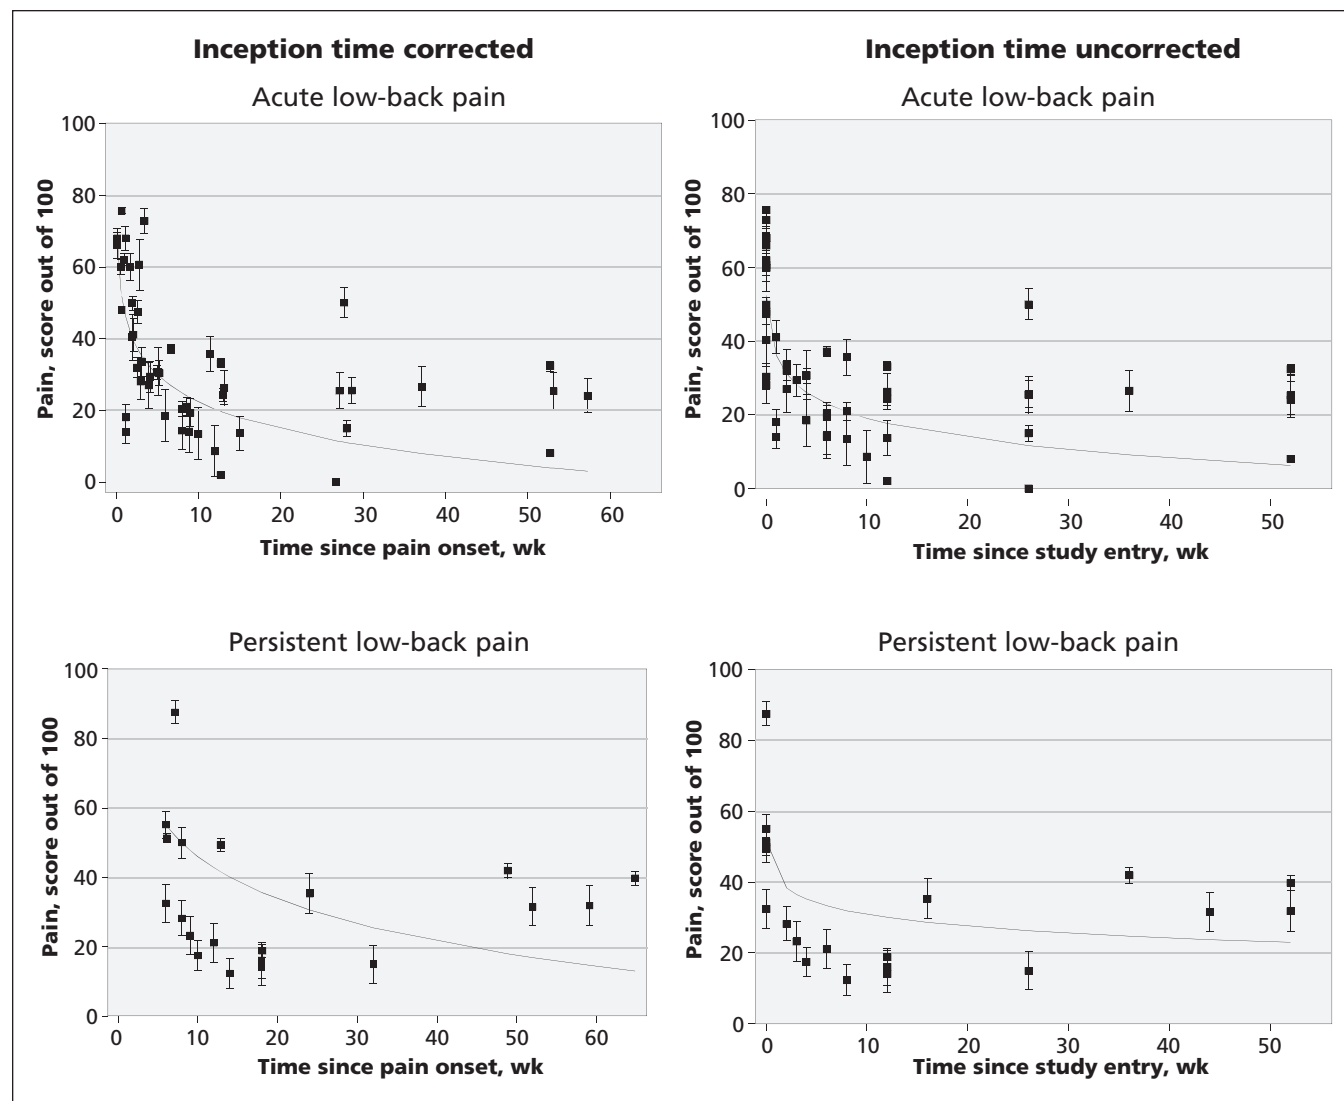 Inception time corrected
Inception time uncorrected
Acute low-back pain
Pain, score out of 100
100
80
60
40
20
0
0 10 20 30 40 50 60
Time since pain onset, wk
Acute low-back pain
Pain, score out of 100
100
80
60
40
20
0
0 10 20 30 40 50
Time since study entry, wk
Persistent low-back pain
Pain, score out of 100
100
80
60
40
20
0
0 10 20 30 40 50 60
Time since pain onset, wk
Persistent low-back pain
Pain, score out of 100
100
80
60
40
20
0
0 10 20 30 40 50
Time since study entry, wk